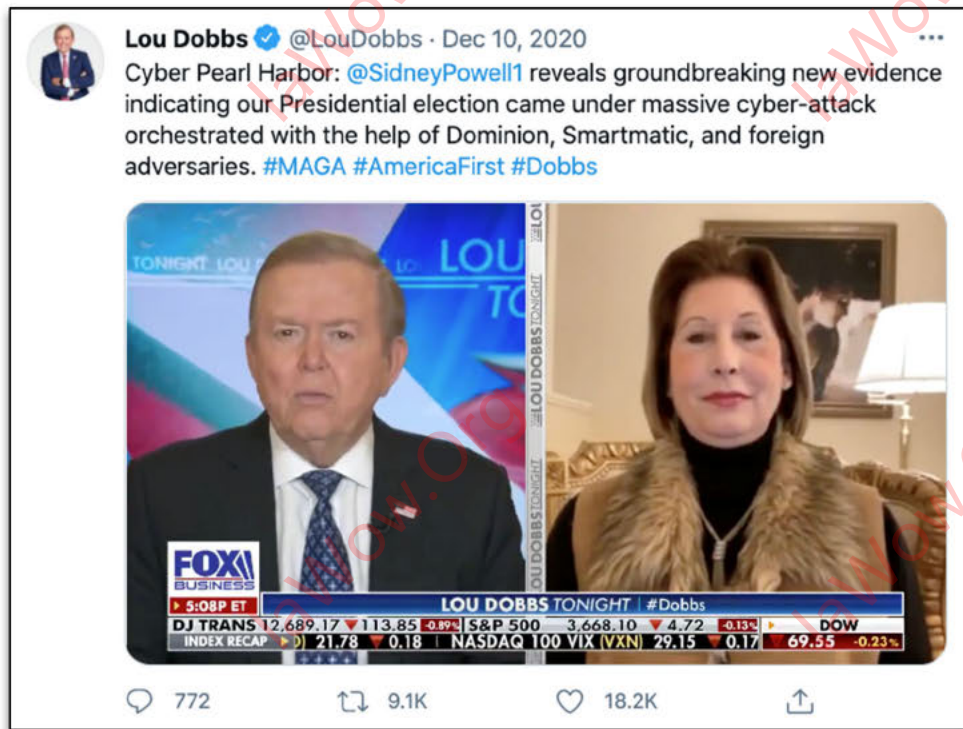 Lou Dobbs @LouDobbs · Dec 10, 2020
Cyber Pearl Harbor: @SidneyPowell1 reveals groundbreaking new evidence
indicating our Presidential election came under massive cyber-attack
orchestrated with the help of Dominion, Smartmatic, and foreign
adversaries. #MAGA #AmericaFirst #Dobbs
TONIGHT LOU
LOU
TO
LOU DOBBS TONIGHT
LOU DOBBS TONIGHT
FOX
BUSINESS
5:08P ET
LOU DOBBS TONIGHT | #Dobbs
DJ TRANS 12,689.17 ▼ 113.85 -0.89% S&P 500 3,668.10 ▼ 4.72 -0.13% DOW
INDEX RECAP 21.78 ▼ 0.18 NASDAQ 100 VIX (VXN) 29.15 ▼ 0.17 ▼ 69.55 -0.23%
772 9.1K 18.2K
laWow.Org